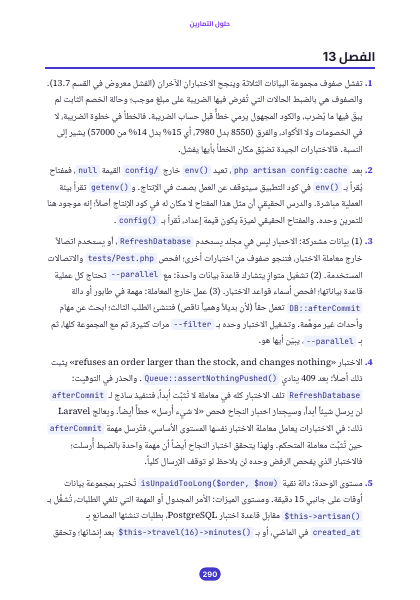 حلول التمارين
الفصل 13
1. تفشل صفوف مجموعة البيانات الثلاثة وينجح الاختباران الآخران (الفشل معروض في القسم 13.7).
والصفوف هي بالضبط الحالات التي تُفرض فيها الضريبة على مبلغ موجب؛ وحالة الخصم الثابت لم
يبقَ فيها ما يُضرب، والكود المجهول يرمي خطأً قبل حساب الضريبة. فالخطأ في خطوة الضريبة، لا
في الخصومات ولا الأكواد، والفرق (8550 بدل 7980، أي 15% بدل 14% من 57000) يشير إلى
النسبة. فالاختبارات الجيدة تضيّق مكان الخطأ بأيها يفشل.
2. بعد php artisan config:cache، تعيد env() خارج config/ القيمة null، فمفتاح
يُقرأ بـ env() في كود التطبيق سيتوقف عن العمل بصمت في الإنتاج. و getenv() تقرأ بيئة
العملية مباشرة. والدرس الحقيقي أن مثل هذا المفتاح لا مكان له في كود الإنتاج أصلاً؛ إنه موجود هنا
للتمرين وحده. والمفتاح الحقيقي لميزة يكون قيمة إعداد، تُقرأ بـ config().
3. (1) بيانات مشتركة: الاختبار ليس في مجلد يستخدم RefreshDatabase، أو يستخدم اتصالاً
خارج معاملة الاختبار، فتنجو صفوف من اختبارات أخرى؛ افحص tests/Pest.php والاتصالات
المستخدمة. (2) تشغيل متوازٍ يتشارك قاعدة بيانات واحدة: مع --parallel تحتاج كل عملية
قاعدة بياناتها؛ افحص أسماء قواعد الاختبار. (3) عمل خارج المعاملة: مهمة في طابور أو دالة
DB::afterCommit تعمل حقاً (لأن بديلاً وهمياً ناقص) فتنشئ الطلب الثالث؛ ابحث عن مهام
وأحداث غير موهّمة. وتشغيل الاختبار وحده بـ --filter مرات كثيرة، ثم مع المجموعة كلها، ثم
بـ --parallel، يبيّن أيها هو.
4. الاختبار «refuses an order larger than the stock, and changes nothing» يثبت
ذلك أصلاً: بعد 409 ينادي Queue::assertNothingPushed(). والحذر في التوقيت:
RefreshDatabase تلف الاختبار كله في معاملة لا تُثبَّت أبداً، فتنفيذ ساذج لـ afterCommit
لن يرسل شيئاً أبداً، وسيجتاز اختبار النجاح فحص «لا شيء أُرسل» خطأً أيضاً. ويعالج Laravel
ذلك: في الاختبارات يعامل معاملة الاختبار نفسها المستوى الأساسي، فتُرسل مهمة afterCommit
حين تُثبَّت معاملة المتحكم. ولهذا يتحقق اختبار النجاح أيضاً أن مهمة واحدة بالضبط أُرسلت؛
فالاختبار الذي يفحص الرفض وحده لن يلاحظ لو توقف الإرسال كلياً.
5. مستوى الوحدة: دالة نقية isUnpaidTooLong($order, $now) تُختبر بمجموعة بيانات
أوقات على جانبي 15 دقيقة. ومستوى الميزات: الأمر المجدول أو المهمة التي تلغي الطلبات، تُشغَّل بـ
$this->artisan() مقابل قاعدة اختبار PostgreSQL، بطلبات تنشئها المصانع بـ
created_at في الماضي، أو بـ $this->travel(16)->minutes() بعد إنشائها؛ وتحقق
290